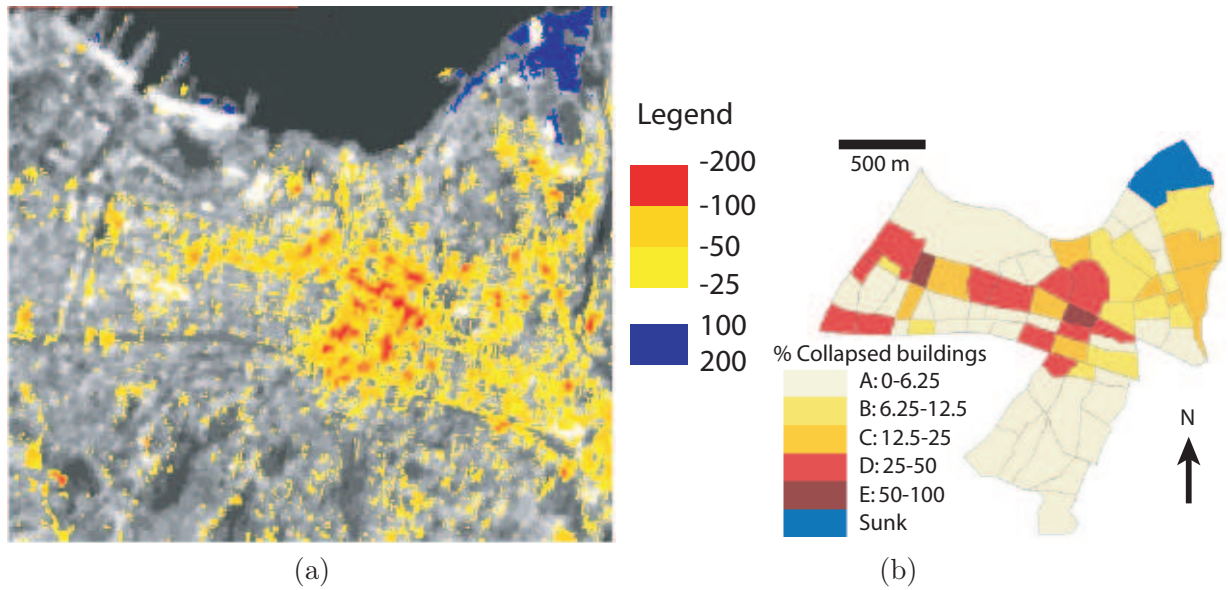 Legend
-200
-100
-50
-25
100
200
500 m
% Collapsed buildings
A: 0-6.25
B: 6.25-12.5
C: 12.5-25
D: 25-50
E: 50-100
Sunk
N
(a)
(b)